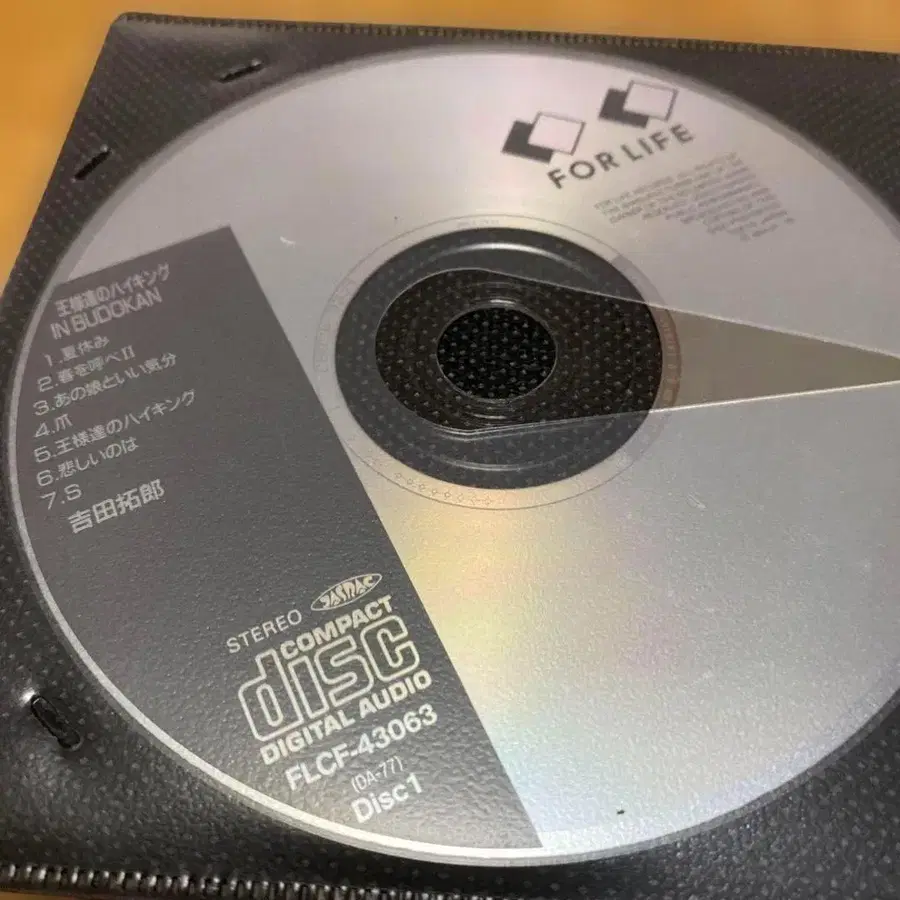 FOR LIFE
王様達のハイキング
IN BUDOKAN
1.夏休み
2.春を呼べII
3.あの娘といい気分
4.爪
5.王様達のハイキング
6.悲しいのは
7.S
吉田拓郎
STEREO JASRAC
COMPACT
disc
DIGITAL AUDIO
FLCF-43063
(DA-77)
Disc1